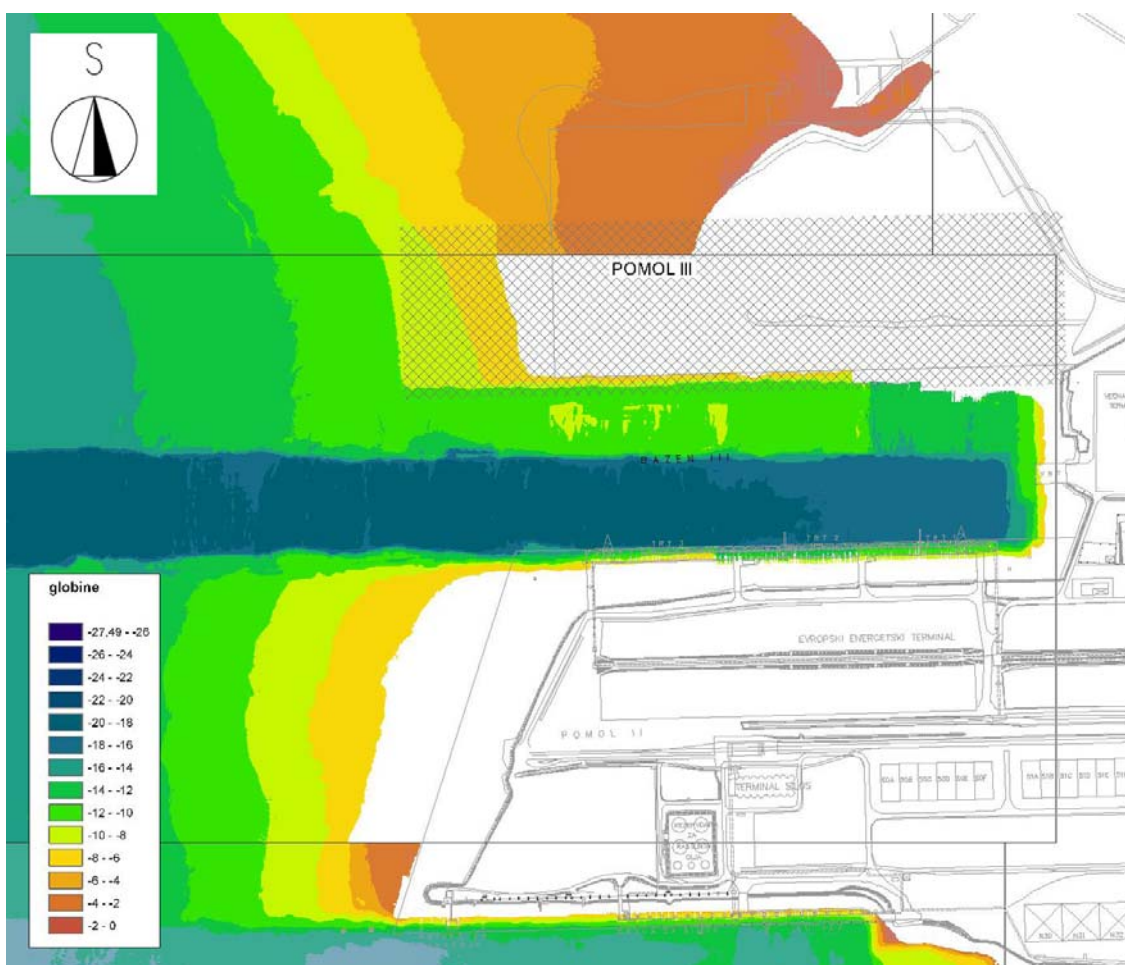 S
POMOL III
BAZEN III
globine
-27,49 - -26
-26 - -24
-24 - -22
-22 - -20
-20 - -18
-18 - -16
-16 - -14
-14 - -12
-12 - -10
-10 - -8
-8 - -6
-6 - -4
-4 - -2
-2 - 0
EVROPSKI ENERGETSKI TERMINAL
POMOL II
TERMINAL SILOS
ZA